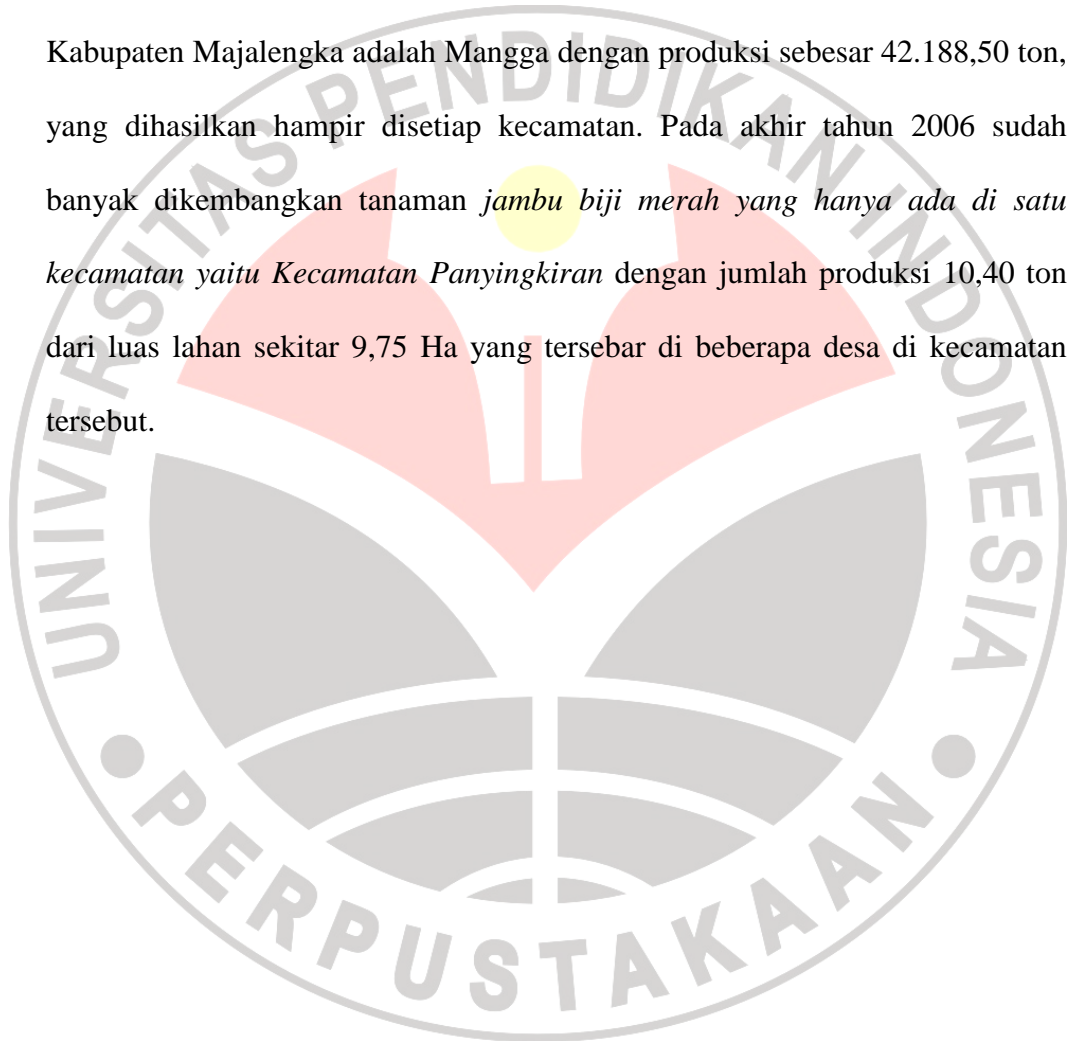 Kabupaten Majalengka adalah Mangga dengan produksi sebesar 42.188,50 ton,
yang dihasilkan hampir disetiap kecamatan. Pada akhir tahun 2006 sudah
banyak dikembangkan tanaman jambu biji merah yang hanya ada di satu
kecamatan yaitu Kecamatan Panyingkiran dengan jumlah produksi 10,40 ton
dari luas lahan sekitar 9,75 Ha yang tersebar di beberapa desa di kecamatan
tersebut.
UNIVERSITAS PENDIDIKAN INDONESIA
PERPUSTAKAAN